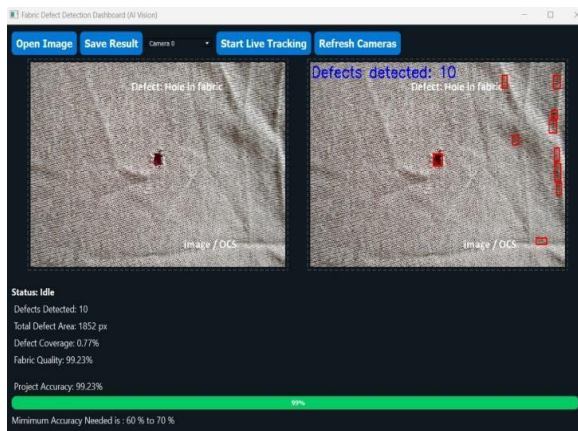 Fabric Defect Detection Dashboard (AI Vision)
Open Image Save Result Camera 0 Start Live Tracking Refresh Cameras
Defect: Hole in fabric
image / OCS
Defects detected: 10
Defect: Hole in fabric
image / OCS
Status: Idle
Defects Detected: 10
Total Defect Area: 1852 px
Defect Coverage: 0.77%
Fabric Quality: 99.23%
Project Accuracy: 99.23%
99%
Mimimum Accuracy Needed is : 60 % to 70 %